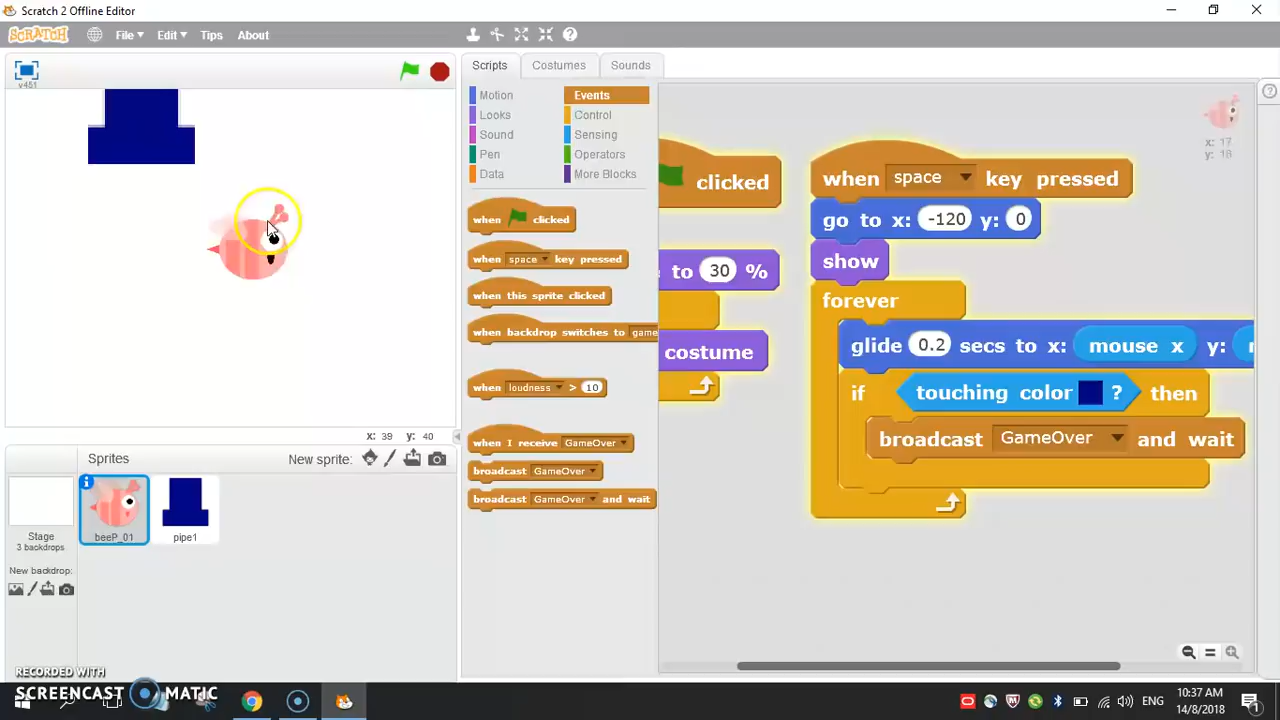 Scratch 2 Offline Editor
SCRATCH
File
Edit
Tips
About
v451
Scripts
Costumes
Sounds
Motion
Events
Looks
Control
Sound
Sensing
Pen
Operators
Data
More Blocks
when clicked
when space key pressed
when this sprite clicked
when backdrop switches to game
when loudness > 10
when I receive GameOver
broadcast GameOver
broadcast GameOver and wait
clicked
to 30 %
costume
when space key pressed
go to x: -120 y: 0
show
forever
glide 0.2 secs to x: mouse x y:
if touching color ? then
broadcast GameOver and wait
x: 17
y: 18
x: 39 y: 40
Sprites
New sprite:
Stage
3 backdrops
New backdrop:
beeP_01
pipe1
RECORDED WITH
SCREENCAST MATIC
ENG
10:37 AM
14/8/2018
1